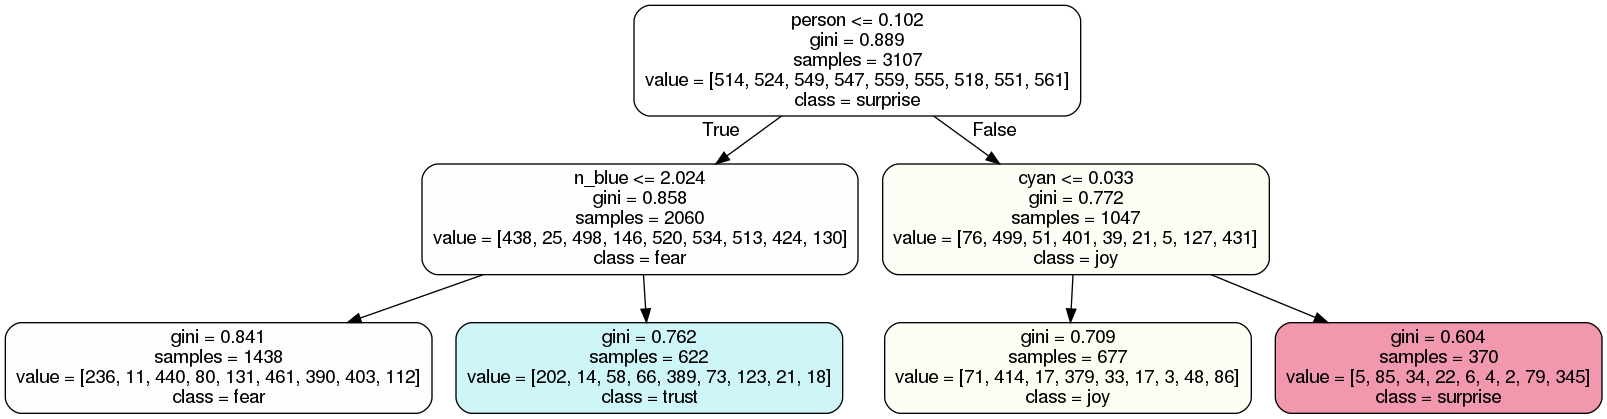 person <= 0.102
gini = 0.889
samples = 3107
value = [514, 524, 549, 547, 559, 555, 518, 551, 561]
class = surprise
True
False
n_blue <= 2.024
gini = 0.858
samples = 2060
value = [438, 25, 498, 146, 520, 534, 513, 424, 130]
class = fear
cyan <= 0.033
gini = 0.772
samples = 1047
value = [76, 499, 51, 401, 39, 21, 5, 127, 431]
class = joy
gini = 0.841
samples = 1438
value = [236, 11, 440, 80, 131, 461, 390, 403, 112]
class = fear
gini = 0.762
samples = 622
value = [202, 14, 58, 66, 389, 73, 123, 21, 18]
class = trust
gini = 0.709
samples = 677
value = [71, 414, 17, 379, 33, 17, 3, 48, 86]
class = joy
gini = 0.604
samples = 370
value = [5, 85, 34, 22, 6, 4, 2, 79, 345]
class = surprise